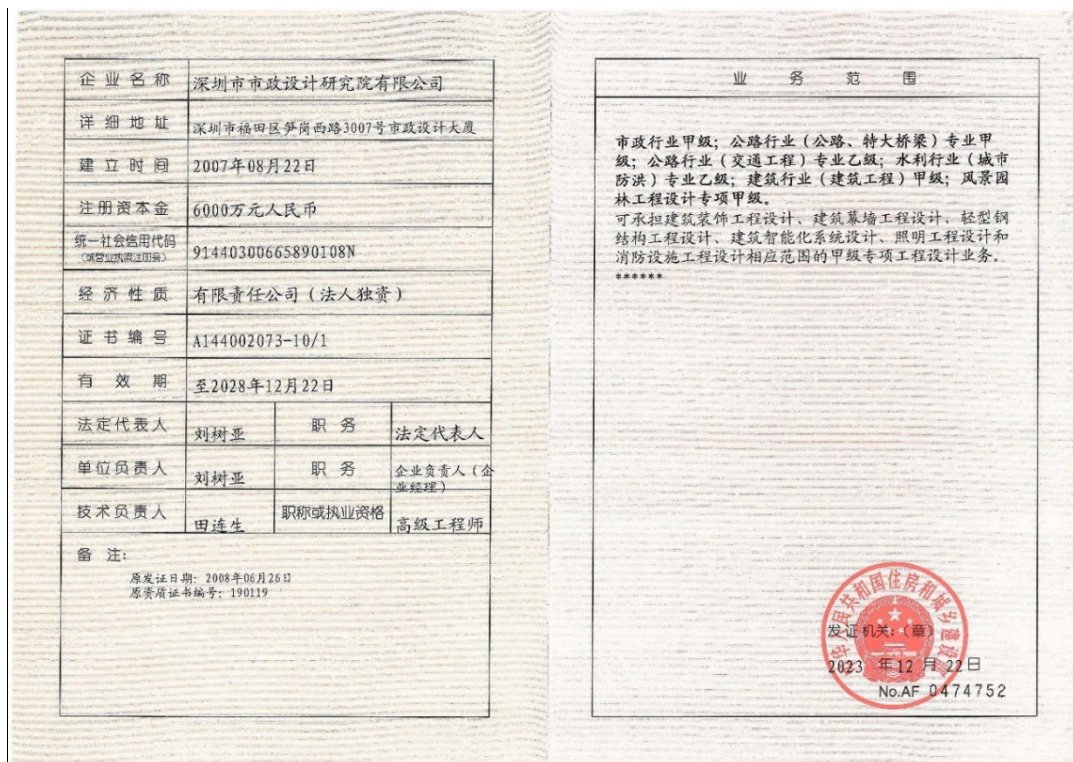 企业名称 深圳市市政设计研究院有限公司
详细地址 深圳市福田区笋岗西路3007号市政设计大厦
建立时间 2007年08月22日
注册资本金 6000万元人民币
统一社会信用代码 91440300665890108N
(或营业执照注册号)
经济性质 有限责任公司（法人独资）
证书编号 A144002073-10/1
有效期 至2028年12月22日
法定代表人 刘树亚 职务 法定代表人
单位负责人 刘树亚 职务 企业负责人（企
业经理）
技术负责人 田连生 职称或执业资格 高级工程师
备注:
原发证日期: 2008年06月26日
原资质证书编号: 190119
业务范围
市政行业甲级；公路行业（公路、特大桥梁）专业甲
级；公路行业（交通工程）专业乙级；水利行业（城市
防洪）专业乙级；建筑行业（建筑工程）甲级；风景园
林工程设计专项甲级。
可承担建筑装饰工程设计、建筑幕墙工程设计、轻型钢
结构工程设计、建筑智能化系统设计、照明工程设计和
消防设施工程设计相应范围的甲级专项工程设计业务。
******
中华人民共和国住房和城乡建设部
发证机关:（章）
2023 年 12 月 22日
No.AF 0474752